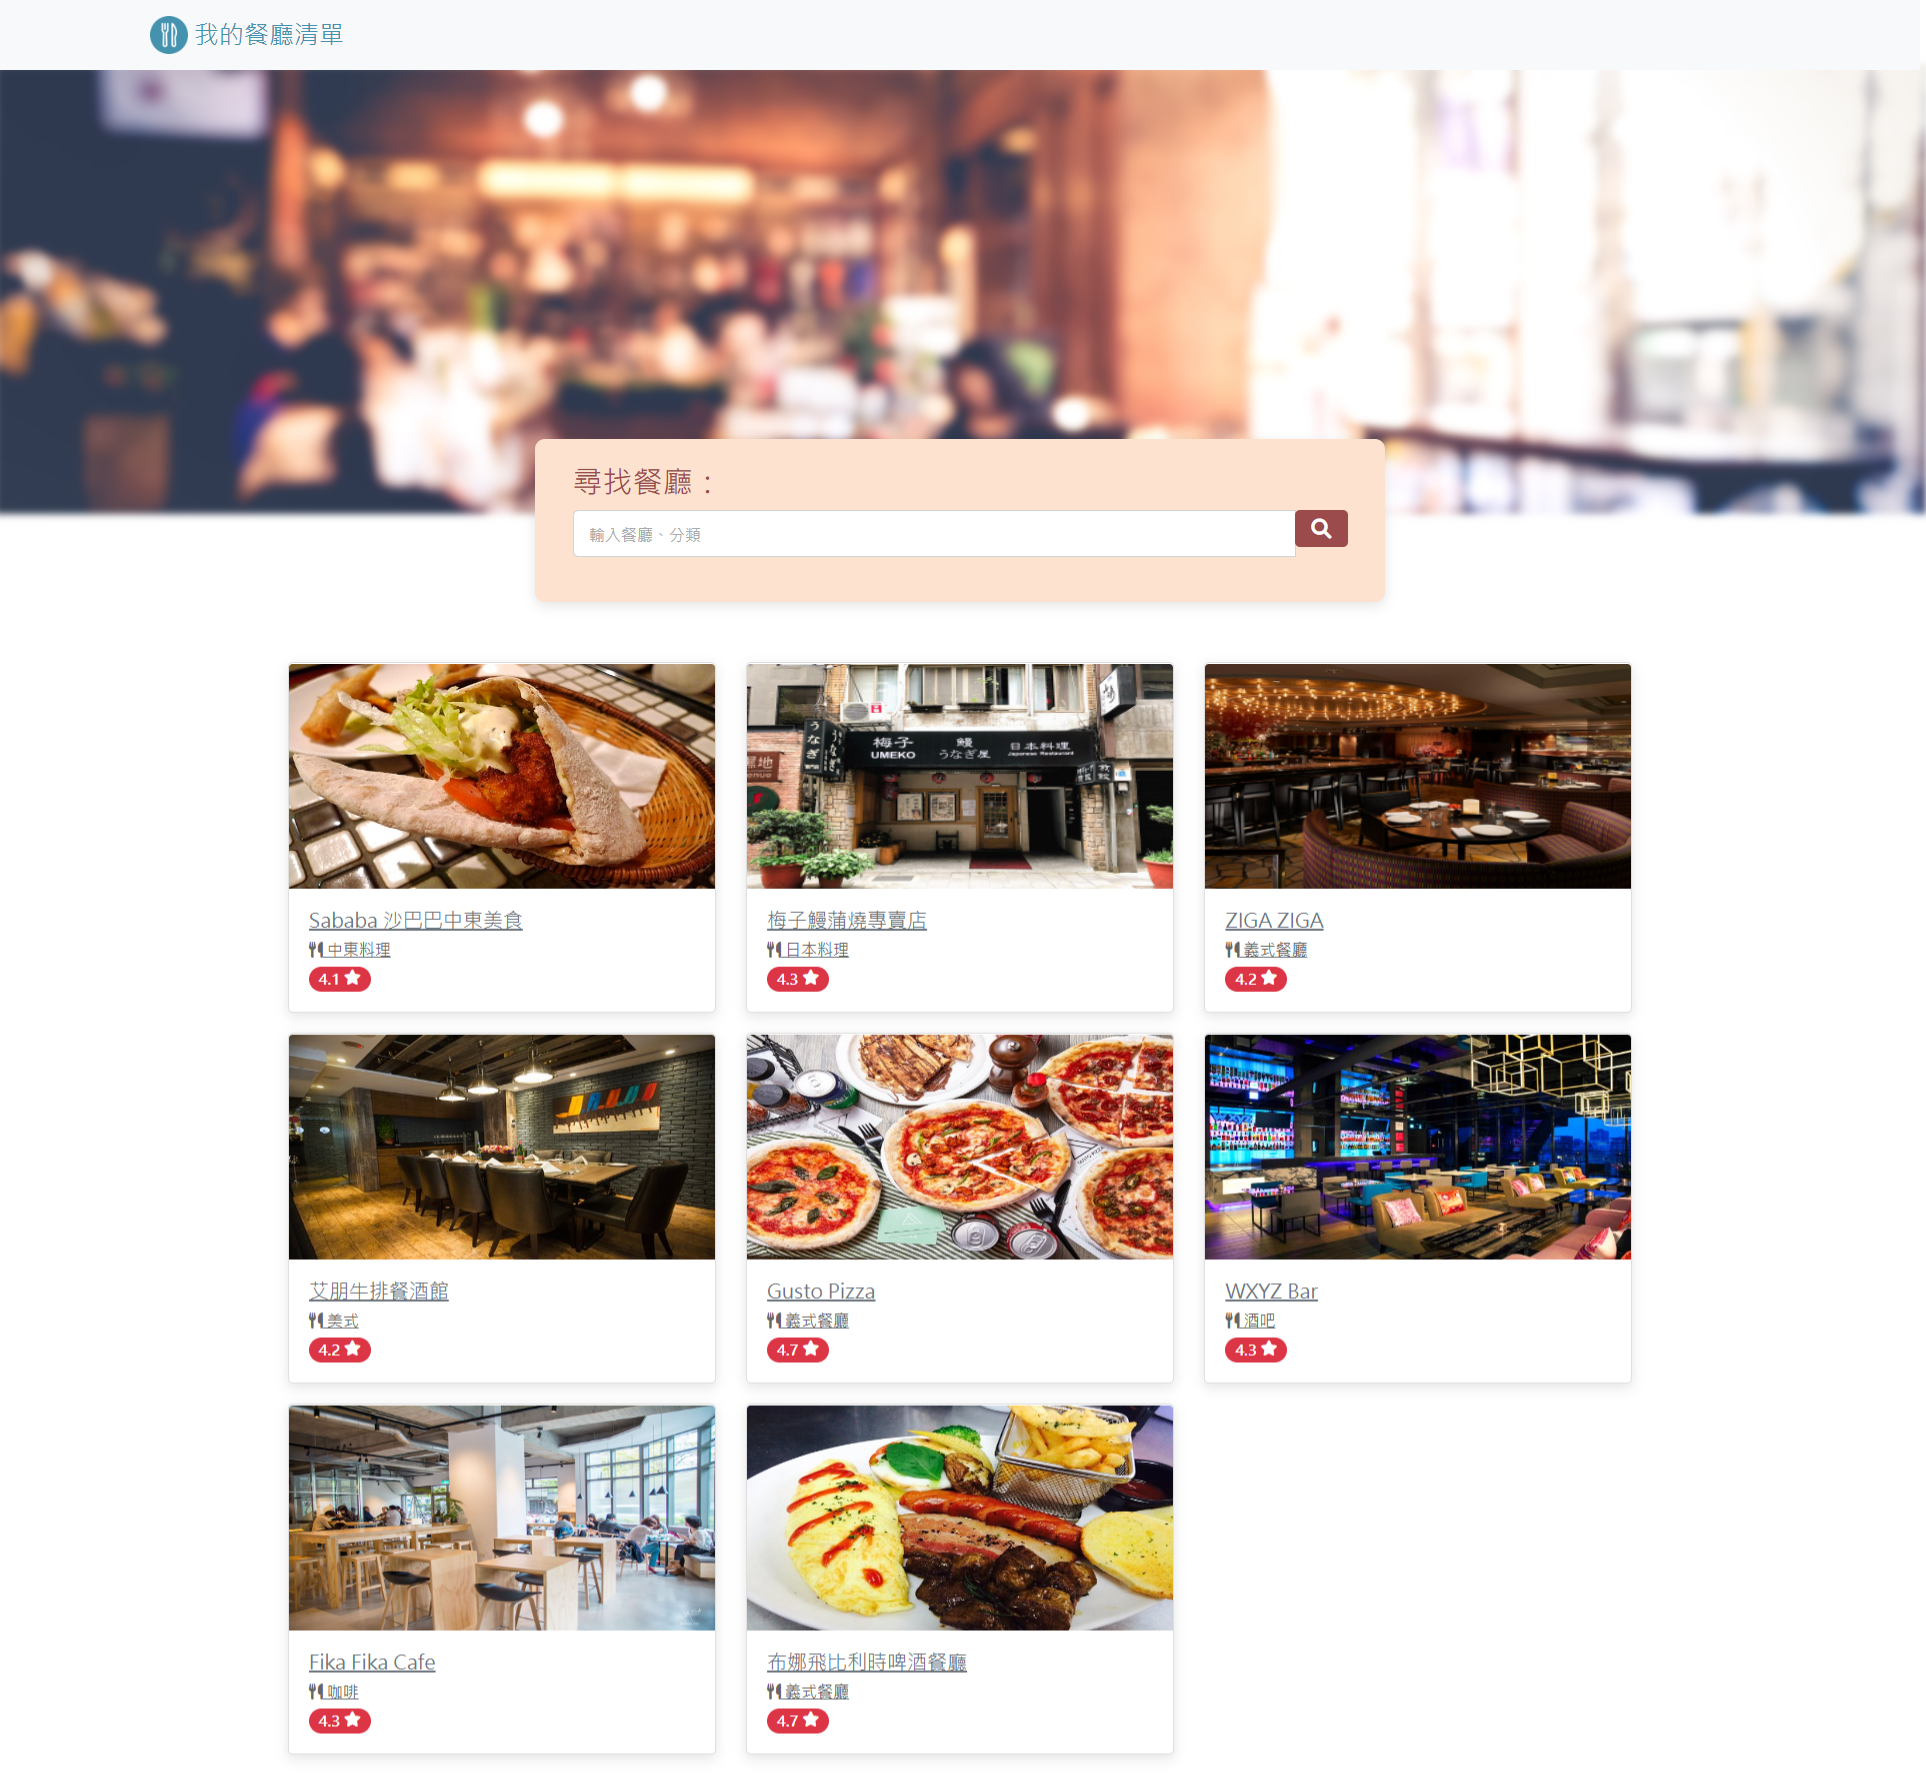 我的餐廳清單
尋找餐廳：
輸入餐廳、分類
うなぎ
梅子
UMEKO
鰻
うなぎ屋
日本料理
Japanese Restaurant
Sababa 沙巴巴中東美食
中東料理
4.1
梅子鰻蒲燒專賣店
日本料理
4.3
ZIGA ZIGA
義式餐廳
4.2
艾朋牛排餐酒館
美式
4.2
Gusto Pizza
義式餐廳
4.7
WXYZ Bar
酒吧
4.3
Fika Fika Cafe
咖啡
4.3
布娜飛比利時啤酒餐廳
義式餐廳
4.7